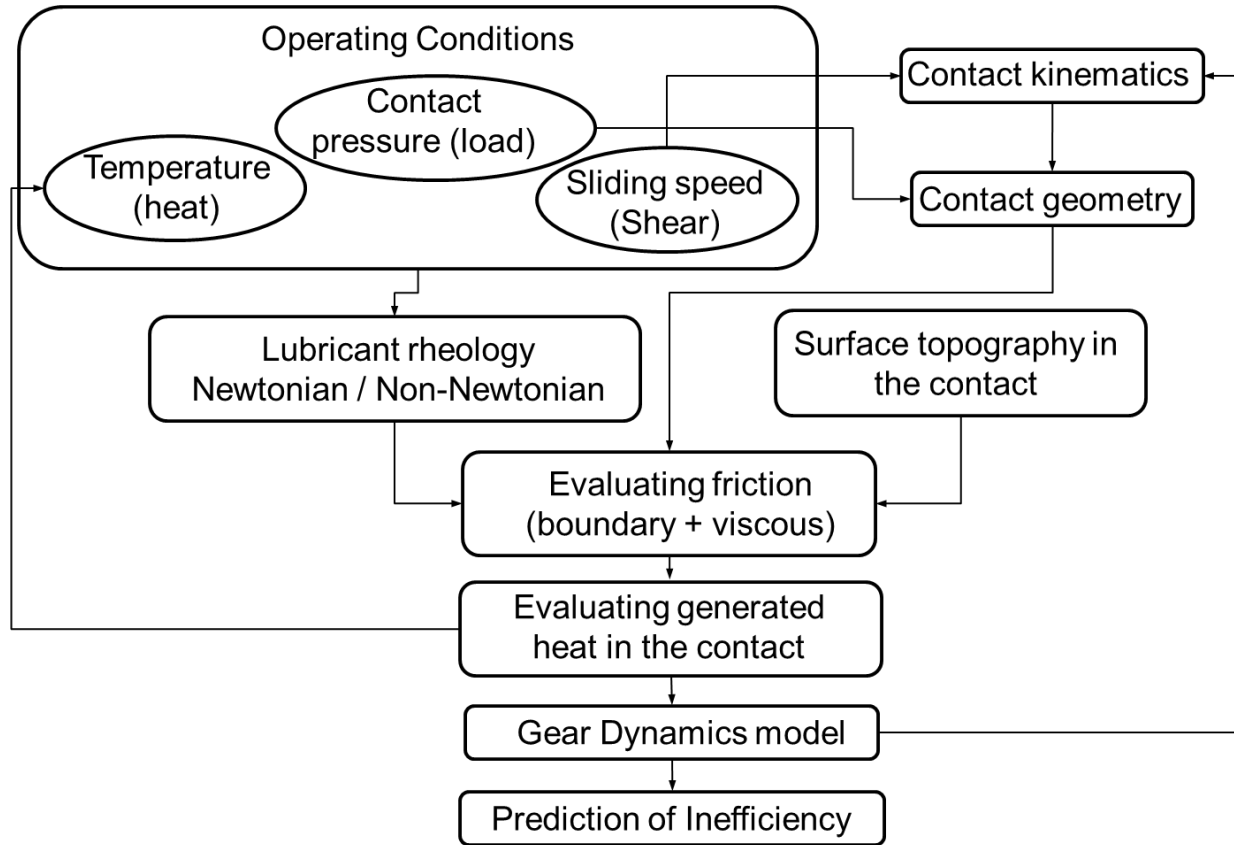 Operating Conditions
Contact
pressure (load)
Temperature
(heat)
Sliding speed
(Shear)
Contact kinematics
Contact geometry
Lubricant rheology
Newtonian / Non-Newtonian
Surface topography in
the contact
Evaluating friction
(boundary + viscous)
Evaluating generated
heat in the contact
Gear Dynamics model
Prediction of Inefficiency